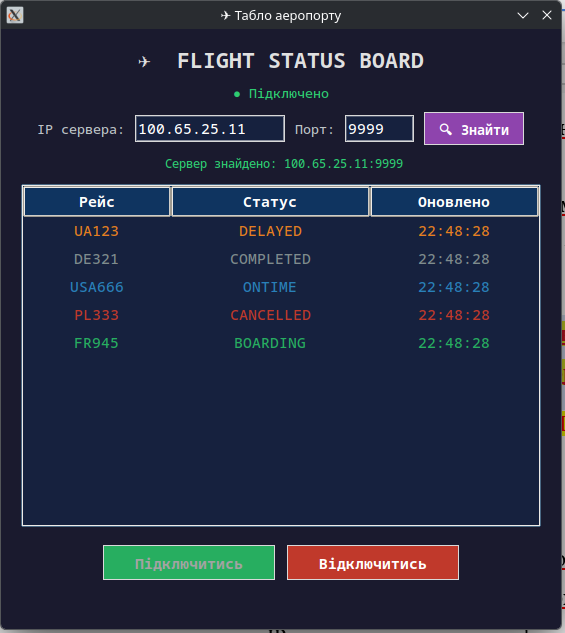 ✈ Табло аеропорту
✈ FLIGHT STATUS BOARD
● Підключено
IP сервера: 100.65.25.11 Порт: 9999 🔍 Знайти
Сервер знайдено: 100.65.25.11:9999
Рейс Статус Оновлено
UA123 DELAYED 22:48:28
DE321 COMPLETED 22:48:28
USA666 ONTIME 22:48:28
PL333 CANCELLED 22:48:28
FR945 BOARDING 22:48:28
Підключитись Відключитись